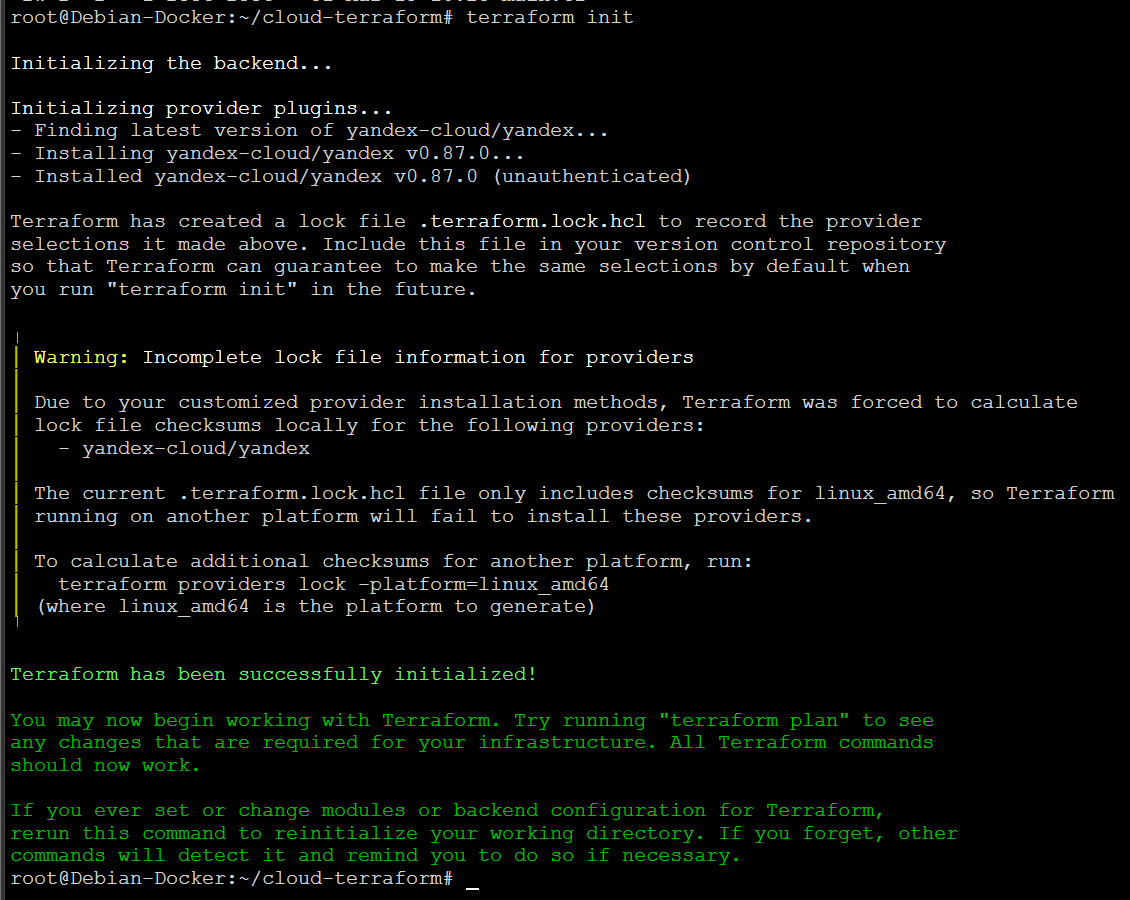 root@Debian-Docker:~/cloud-terraform# terraform init
Initializing the backend...
Initializing provider plugins...
- Finding latest version of yandex-cloud/yandex...
- Installing yandex-cloud/yandex v0.87.0...
- Installed yandex-cloud/yandex v0.87.0 (unauthenticated)
Terraform has created a lock file .terraform.lock.hcl to record the provider
selections it made above. Include this file in your version control repository
so that Terraform can guarantee to make the same selections by default when
you run "terraform init" in the future.
Warning: Incomplete lock file information for providers
Due to your customized provider installation methods, Terraform was forced to calculate
lock file checksums locally for the following providers:
- yandex-cloud/yandex
The current .terraform.lock.hcl file only includes checksums for linux_amd64, so Terraform
running on another platform will fail to install these providers.
To calculate additional checksums for another platform, run:
terraform providers lock -platform=linux_amd64
(where linux_amd64 is the platform to generate)
Terraform has been successfully initialized!
You may now begin working with Terraform. Try running "terraform plan" to see
any changes that are required for your infrastructure. All Terraform commands
should now work.
If you ever set or change modules or backend configuration for Terraform,
rerun this command to reinitialize your working directory. If you forget, other
commands will detect it and remind you to do so if necessary.
root@Debian-Docker:~/cloud-terraform# _